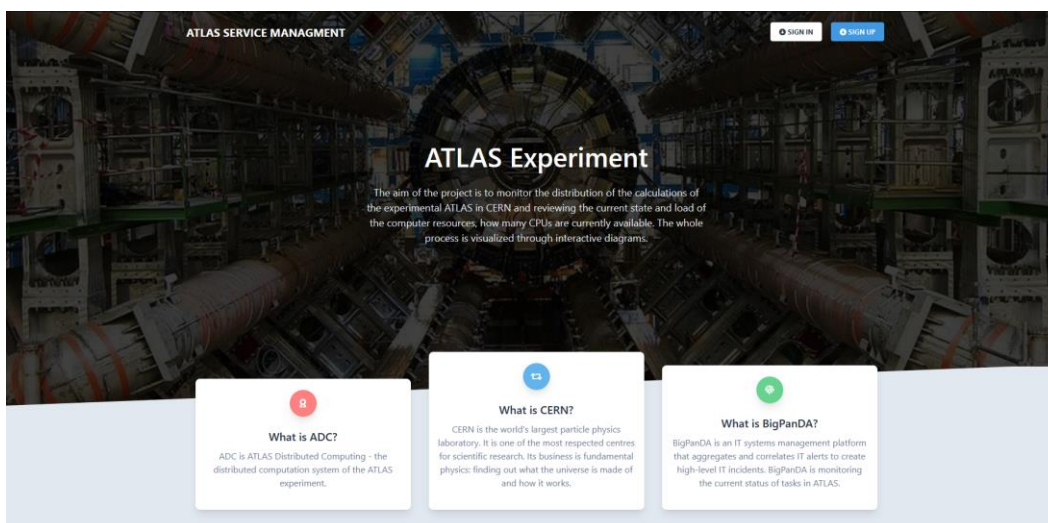 ATLAS SERVICE MANAGMENT
SIGN IN
SIGN UP
ATLAS Experiment
The aim of the project is to monitor the distribution of the calculations of
the experimental ATLAS in CERN and reviewing the current state and load of
the computer resources, how many CPUs are currently available. The whole
process is visualized through interactive diagrams.
What is ADC?
ADC is ATLAS Distributed Computing - the
distributed computation system of the ATLAS
experiment.
What is CERN?
CERN is the world's largest particle physics
laboratory. It is one of the most respected centres
for scientific research. Its business is fundamental
physics: finding out what the universe is made of
and how it works.
What is BigPanDA?
BigPanDA is an IT systems management platform
that aggregates and correlates IT alerts to create
high-level IT incidents. BigPanDA is monitoring
the current status of tasks in ATLAS.